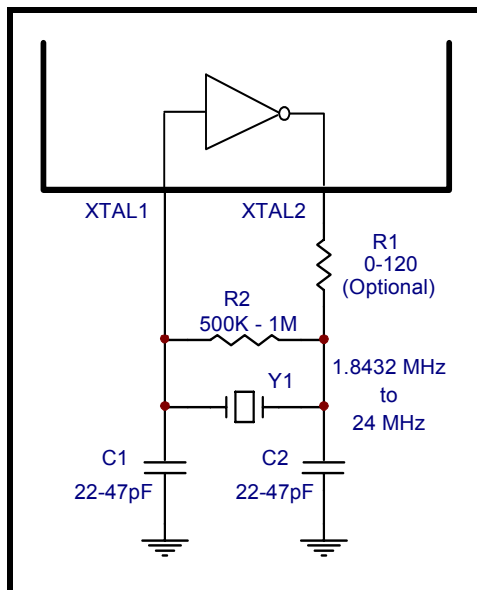 XTAL1
XTAL2
R1
0-120
(Optional)
R2
500K - 1M
Y1
1.8432 MHz
to
24 MHz
C1
22-47pF
C2
22-47pF